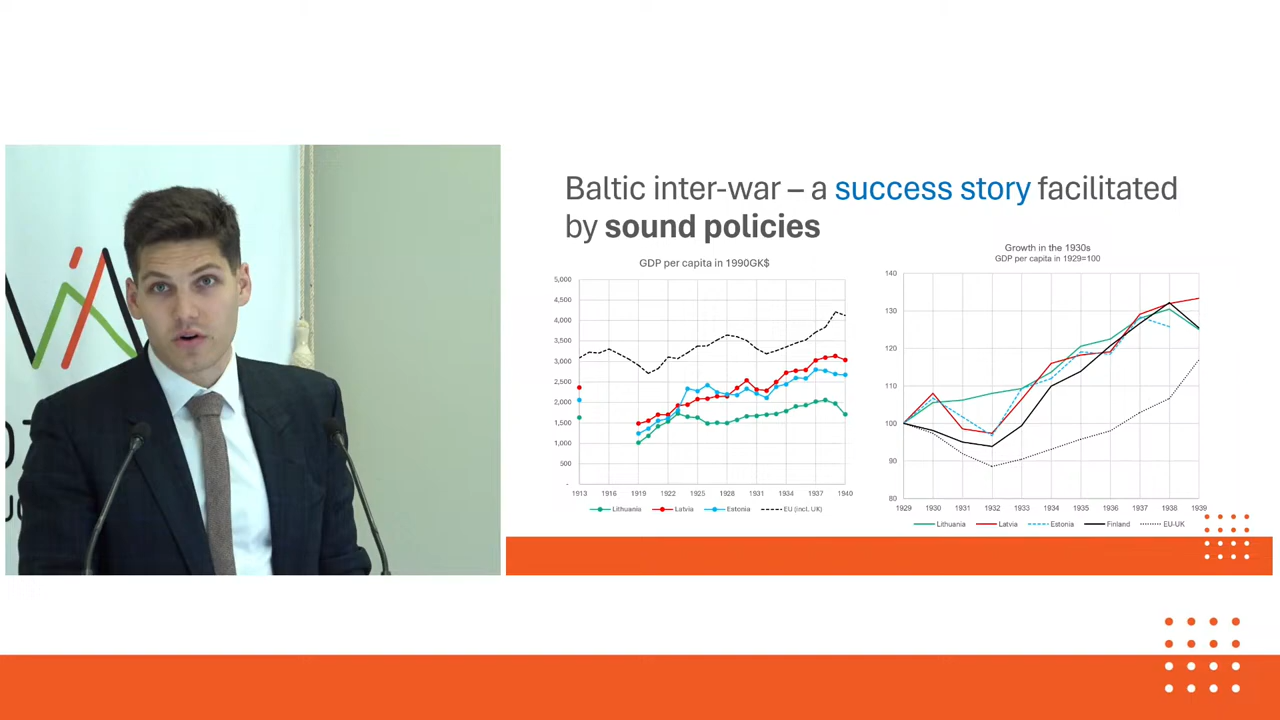 Baltic inter-war – a success story facilitated
by sound policies
GDP per capita in 1990GK$
5,000
4,500
4,000
3,500
3,000
2,500
2,000
1,500
1,000
500
-
1913 1916 1919 1922 1925 1928 1931 1934 1937 1940
Lithuania Latvia Estonia EU (incl. UK)
Growth in the 1930s
GDP per capita in 1929=100
140
130
120
110
100
90
80
1929 1930 1931 1932 1933 1934 1935 1936 1937 1938 1939
Lithuania Latvia Estonia Finland EU-UK